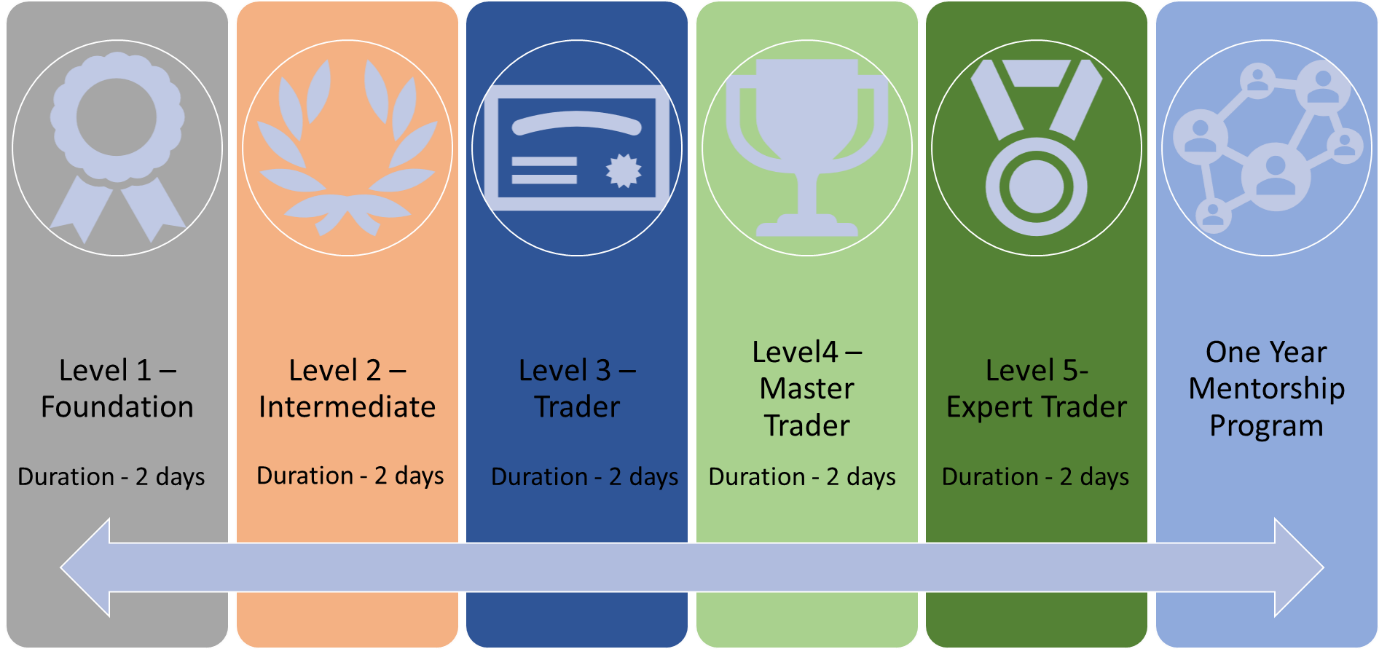 Level 1 –
Foundation
Duration - 2 days
Level 2 –
Intermediate
Duration - 2 days
Level 3 –
Trader
Duration - 2 days
Level4 –
Master
Trader
Duration - 2 days
Level 5-
Expert Trader
Duration - 2 days
One Year
Mentorship
Program